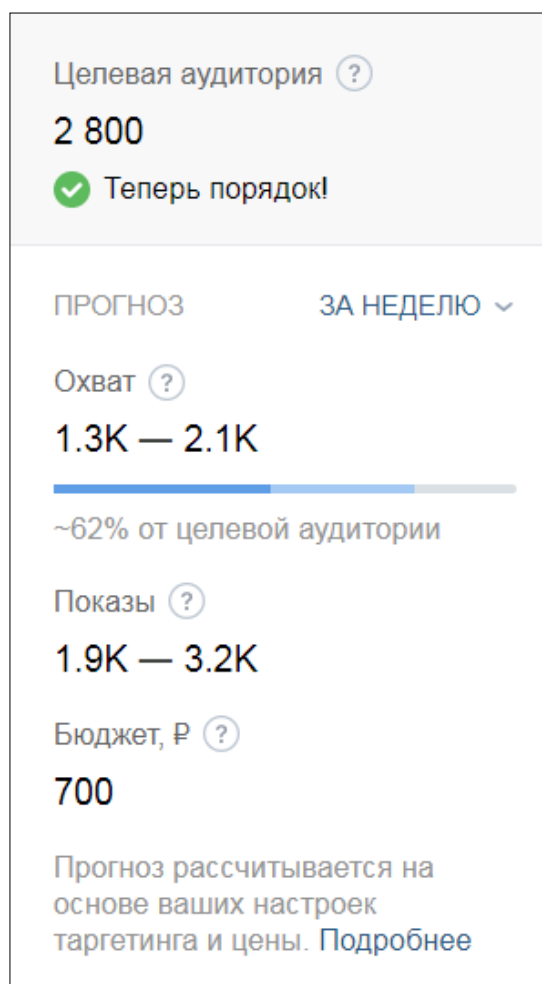 Целевая аудитория ?
2 800
Теперь порядок!
ПРОГНОЗ ЗА НЕДЕЛЮ
Охват ?
1.3K — 2.1K
~62% от целевой аудитории
Показы ?
1.9K — 3.2K
Бюджет, ₽ ?
700
Прогноз рассчитывается на
основе ваших настроек
таргетинга и цены. Подробнее